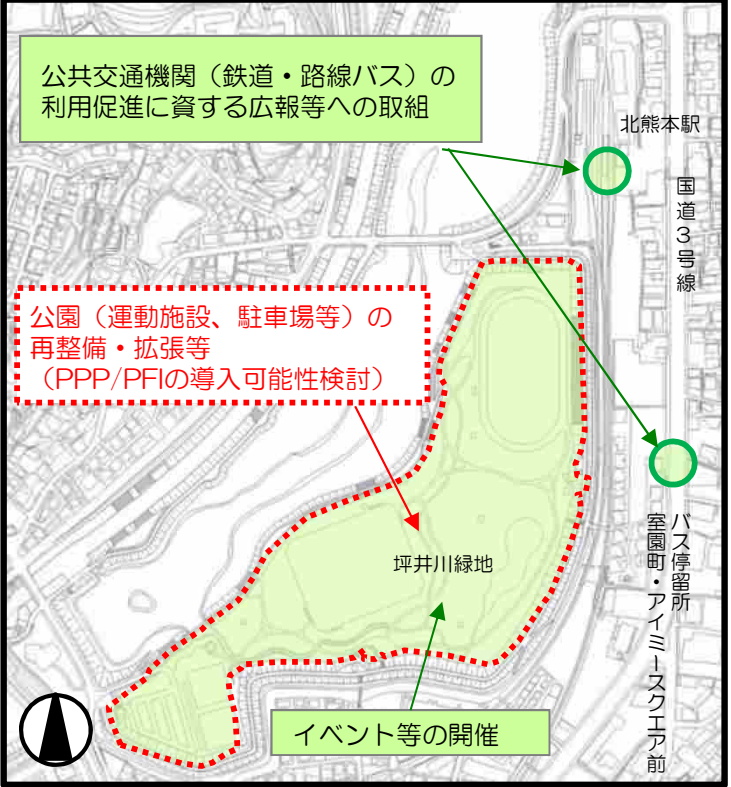 公共交通機関（鉄道・路線バス）の
利用促進に資する広報等への取組
北熊本駅
国道3号線
公園（運動施設、駐車場等）の
再整備・拡張等
（PPP/PFIの導入可能性検討）
坪井川緑地
バス停留所
室園町・アイミースクエア前
イベント等の開催